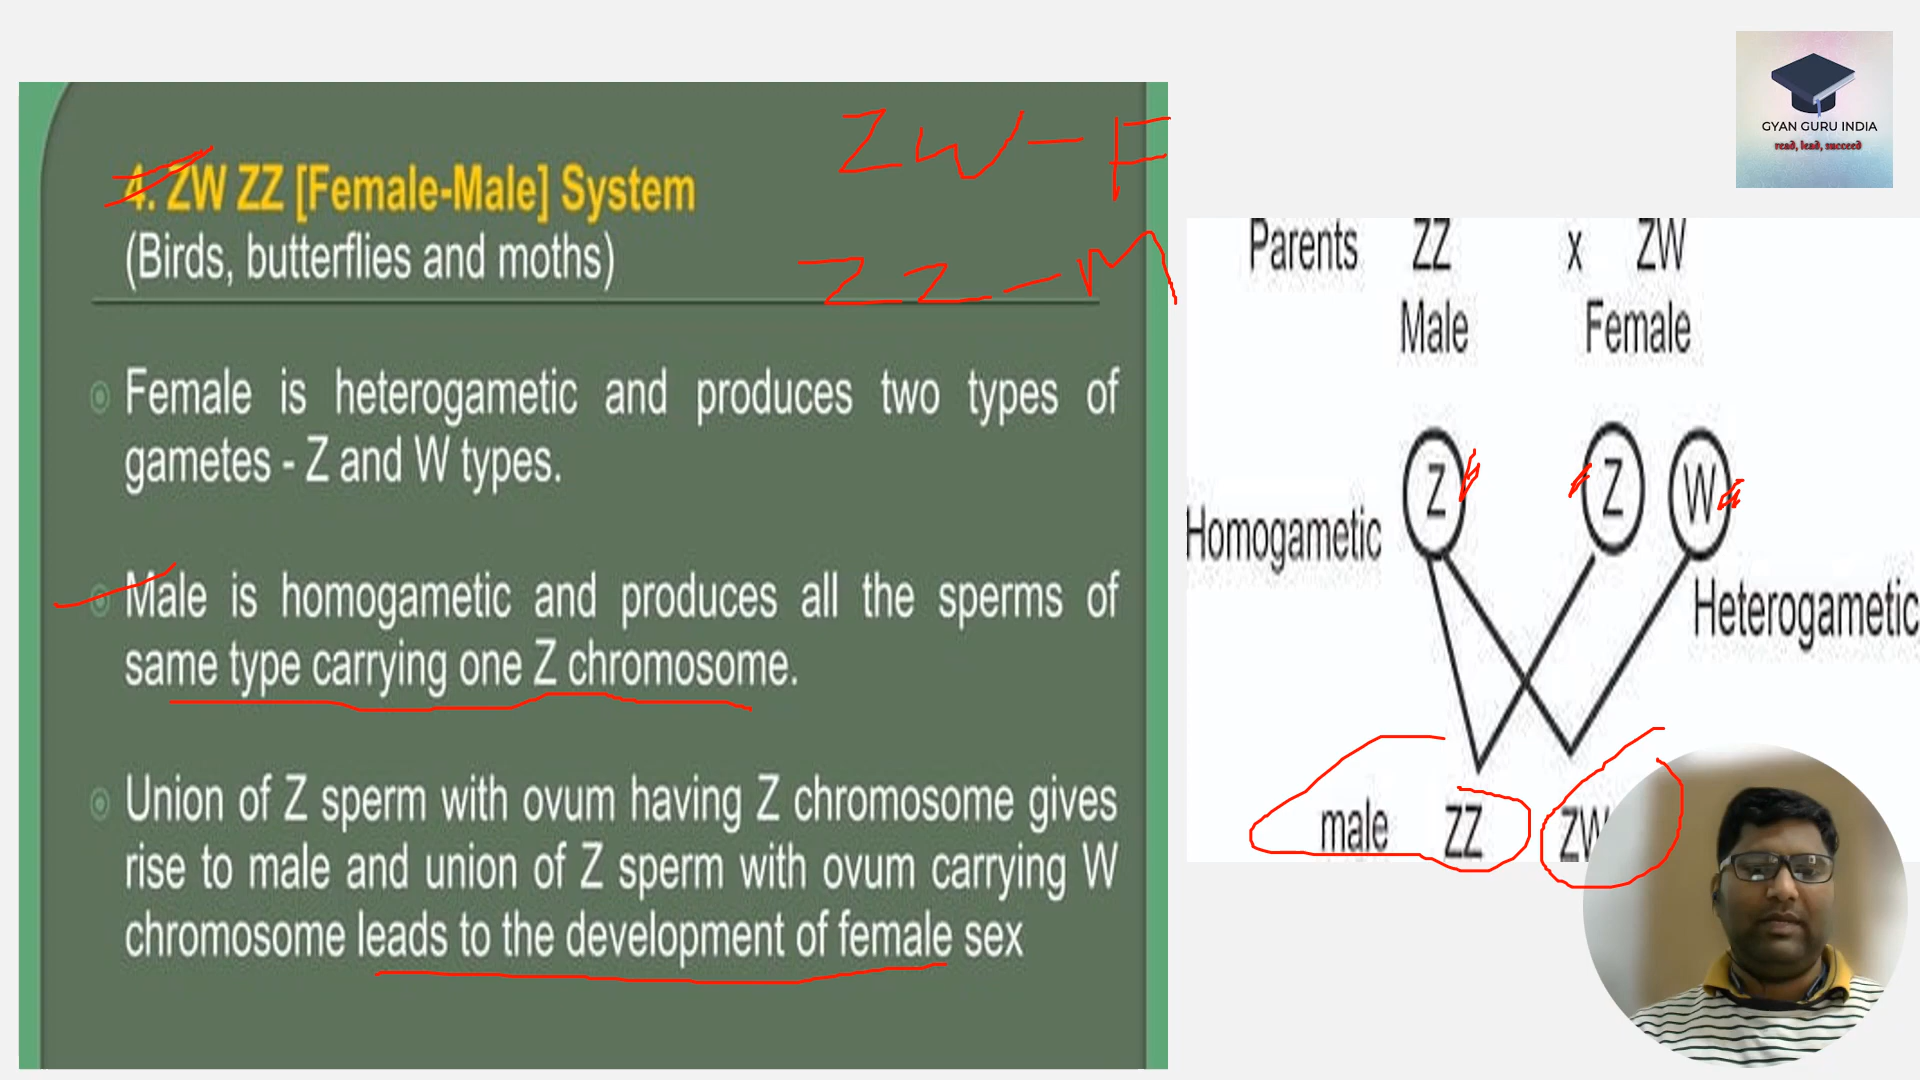 GYAN GURU INDIA
read, lead, succeed
ZW - F
ZZ - M
4. ZW ZZ [Female-Male] System
(Birds, butterflies and moths)
Female is heterogametic and produces two types of
gametes - Z and W types.
Male is homogametic and produces all the sperms of
same type carrying one Z chromosome.
Union of Z sperm with ovum having Z chromosome gives
rise to male and union of Z sperm with ovum carrying W
chromosome leads to the development of female sex
Parents ZZ x ZW
Male Female
Z Z W
Homogametic
Heterogametic
male ZZ ZW